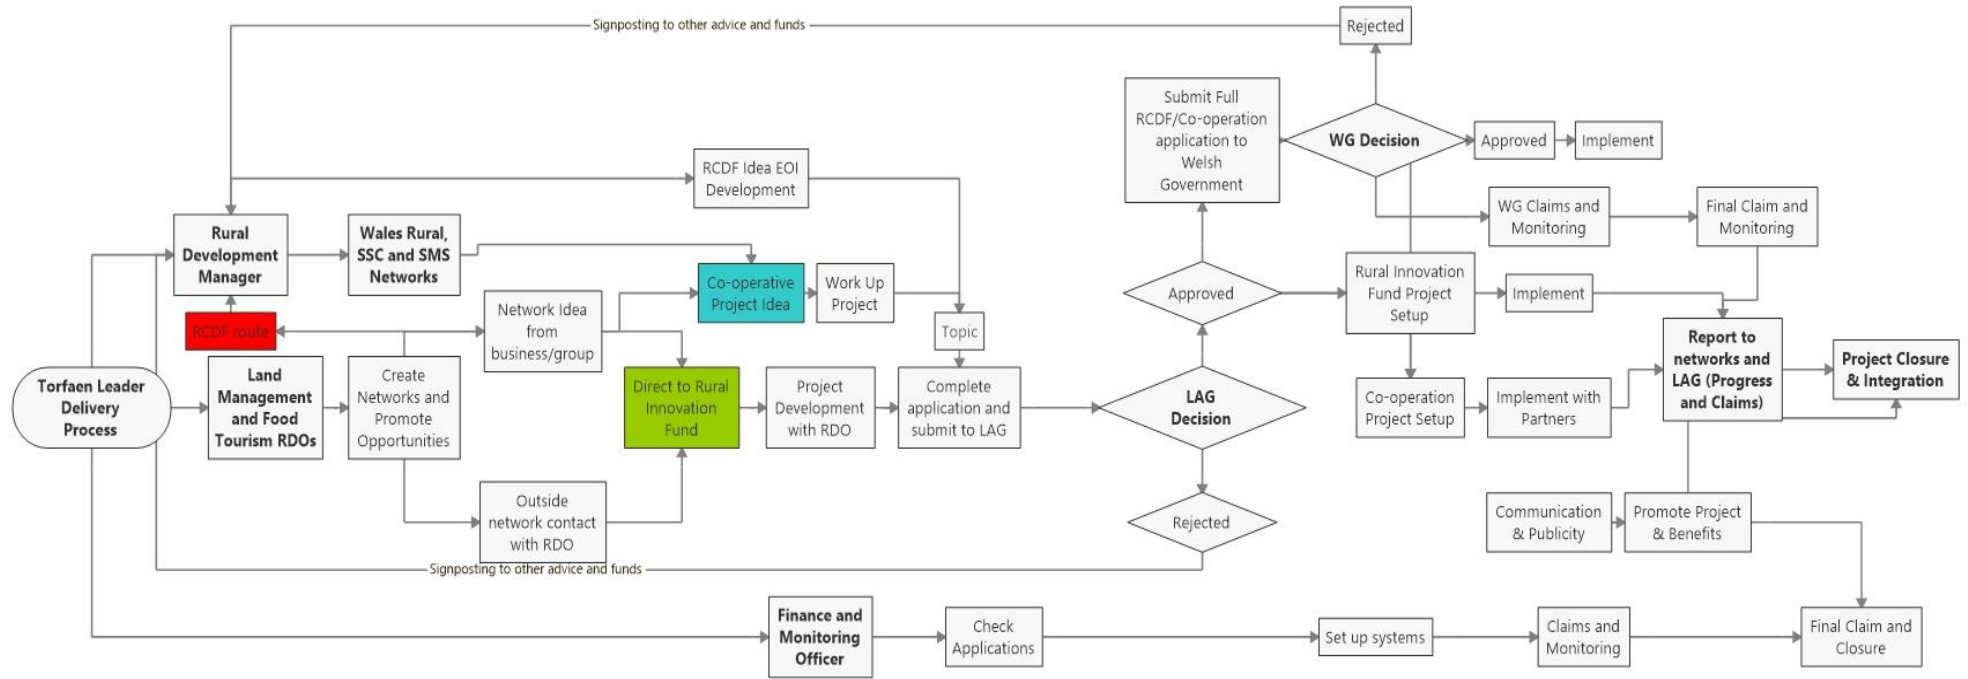 Signposting to other advice and funds
Rejected
Submit Full
RCDF/Co-operation
application to
Welsh
Government
WG Decision
Approved
Implement
RCDF Idea EOI
Development
WG Claims and
Monitoring
Final Claim and
Monitoring
Rural
Development
Manager
Wales Rural,
SSC and SMS
Networks
Co-operative
Project Idea
Work Up
Project
Approved
Rural Innovation
Fund Project
Setup
Implement
RCDF route
Network Idea
from
business/group
Topic
Report to
networks and
LAG (Progress
and Claims)
Project Closure
& Integration
Torfaen Leader
Delivery
Process
Land
Management
and Food
Tourism RDOs
Create
Networks and
Promote
Opportunities
Direct to Rural
Innovation
Fund
Project
Development
with RDO
Complete
application and
submit to LAG
LAG
Decision
Co-operation
Project Setup
Implement with
Partners
Outside
network contact
with RDO
Rejected
Communication
& Publicity
Promote Project
& Benefits
Signposting to other advice and funds
Finance and
Monitoring
Officer
Check
Applications
Set up systems
Claims and
Monitoring
Final Claim and
Closure